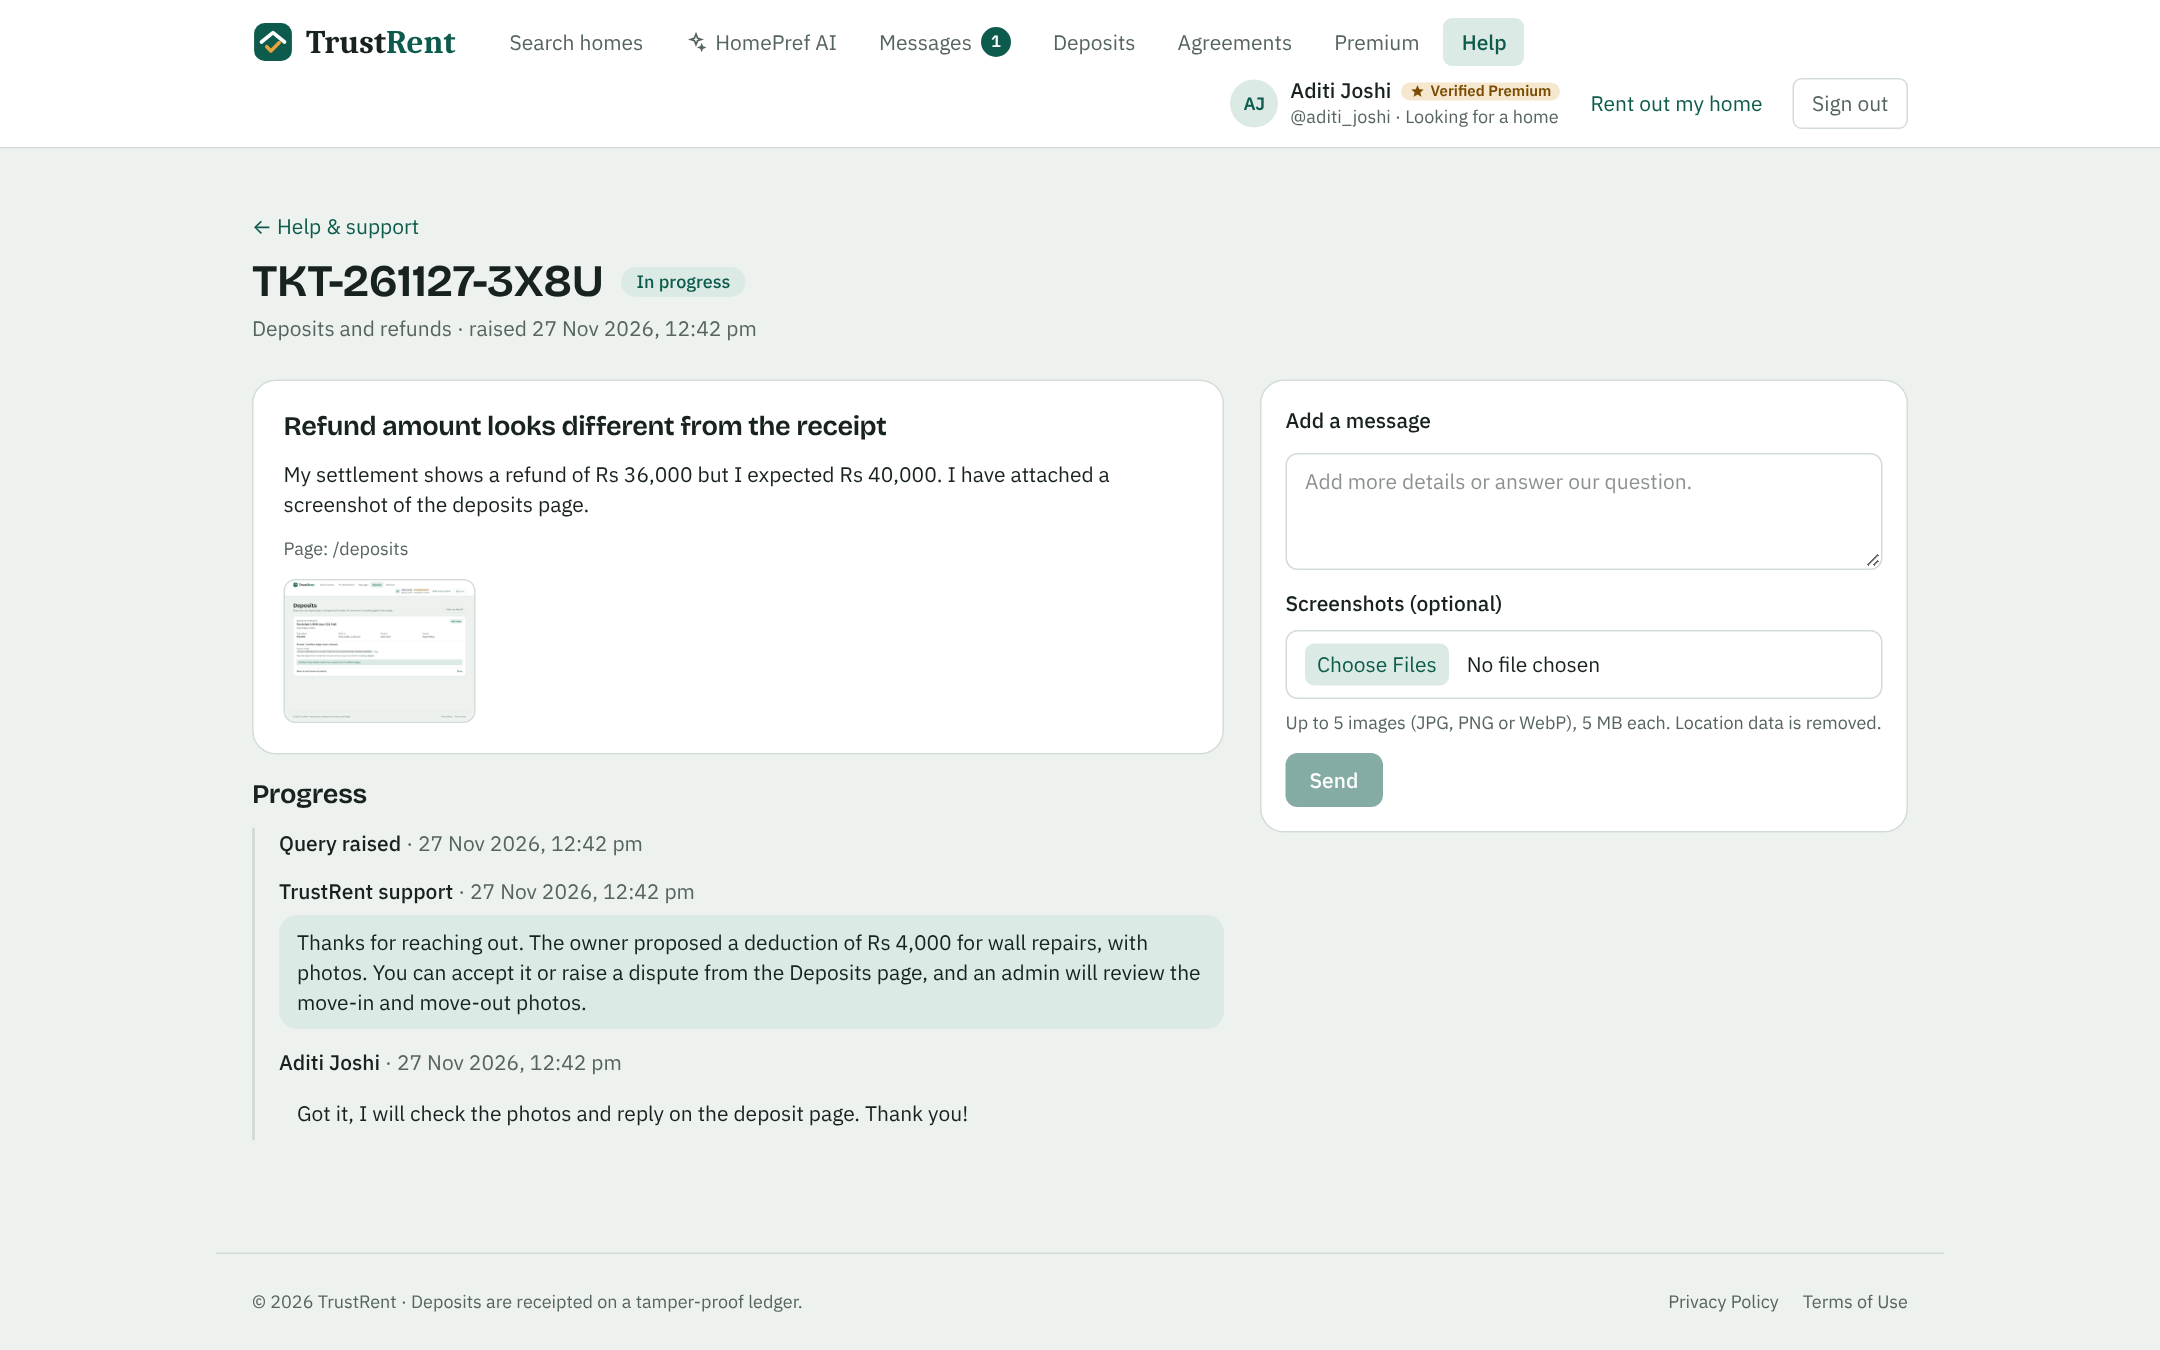 TrustRent
Search homes
HomePref AI
Messages 1
Deposits
Agreements
Premium
Help
AJ
Aditi Joshi
Verified Premium
@aditi_joshi · Looking for a home
Rent out my home
Sign out
← Help & support
TKT-261127-3X8U
In progress
Deposits and refunds · raised 27 Nov 2026, 12:42 pm
Refund amount looks different from the receipt
My settlement shows a refund of Rs 36,000 but I expected Rs 40,000. I have attached a
screenshot of the deposits page.
Page: /deposits
TrustRent
Deposits
Progress
Query raised · 27 Nov 2026, 12:42 pm
TrustRent support · 27 Nov 2026, 12:42 pm
Thanks for reaching out. The owner proposed a deduction of Rs 4,000 for wall repairs, with
photos. You can accept it or raise a dispute from the Deposits page, and an admin will review the
move-in and move-out photos.
Aditi Joshi · 27 Nov 2026, 12:42 pm
Got it, I will check the photos and reply on the deposit page. Thank you!
Add a message
Add more details or answer our question.
Screenshots (optional)
Choose Files No file chosen
Up to 5 images (JPG, PNG or WebP), 5 MB each. Location data is removed.
Send
© 2026 TrustRent · Deposits are receipted on a tamper-proof ledger.
Privacy Policy
Terms of Use